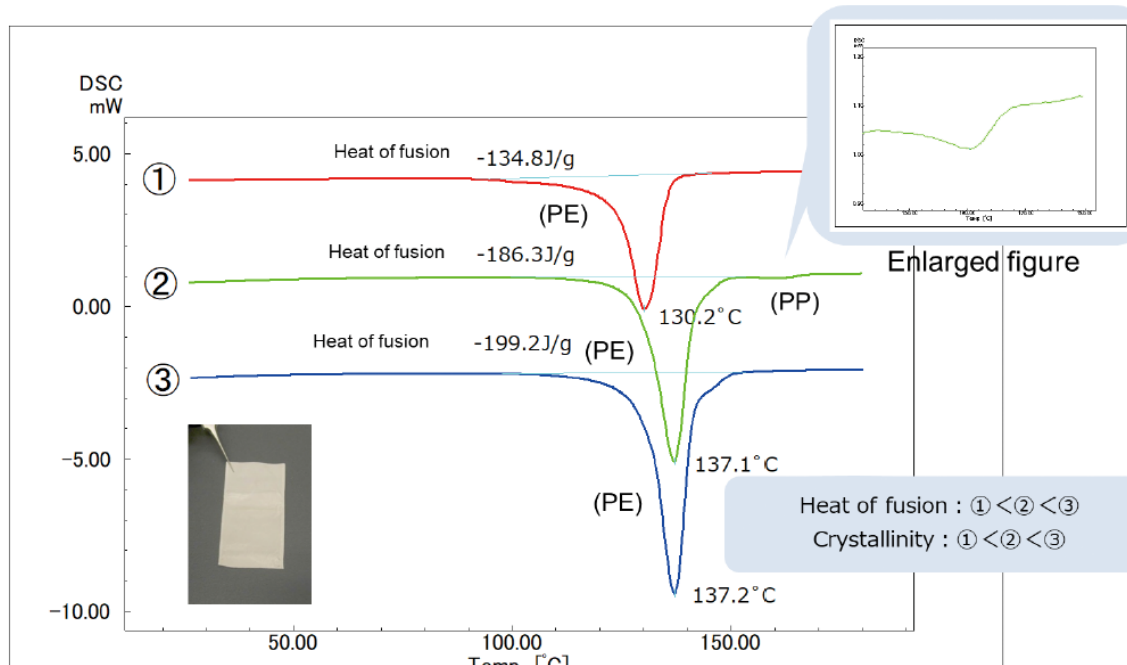 DSC
mW
5.00
0.00
−5.00
−10.00
①
Heat of fusion
-134.8J/g
(PE)
130.2˚C
②
Heat of fusion
-186.3J/g
(PE)
(PP)
137.1˚C
③
Heat of fusion
-199.2J/g
(PE)
137.2˚C
50.00
100.00
150.00
Temp. [˚C]
Enlarged figure
Heat of fusion : ①<②<③
Crystallinity : ①<②<③